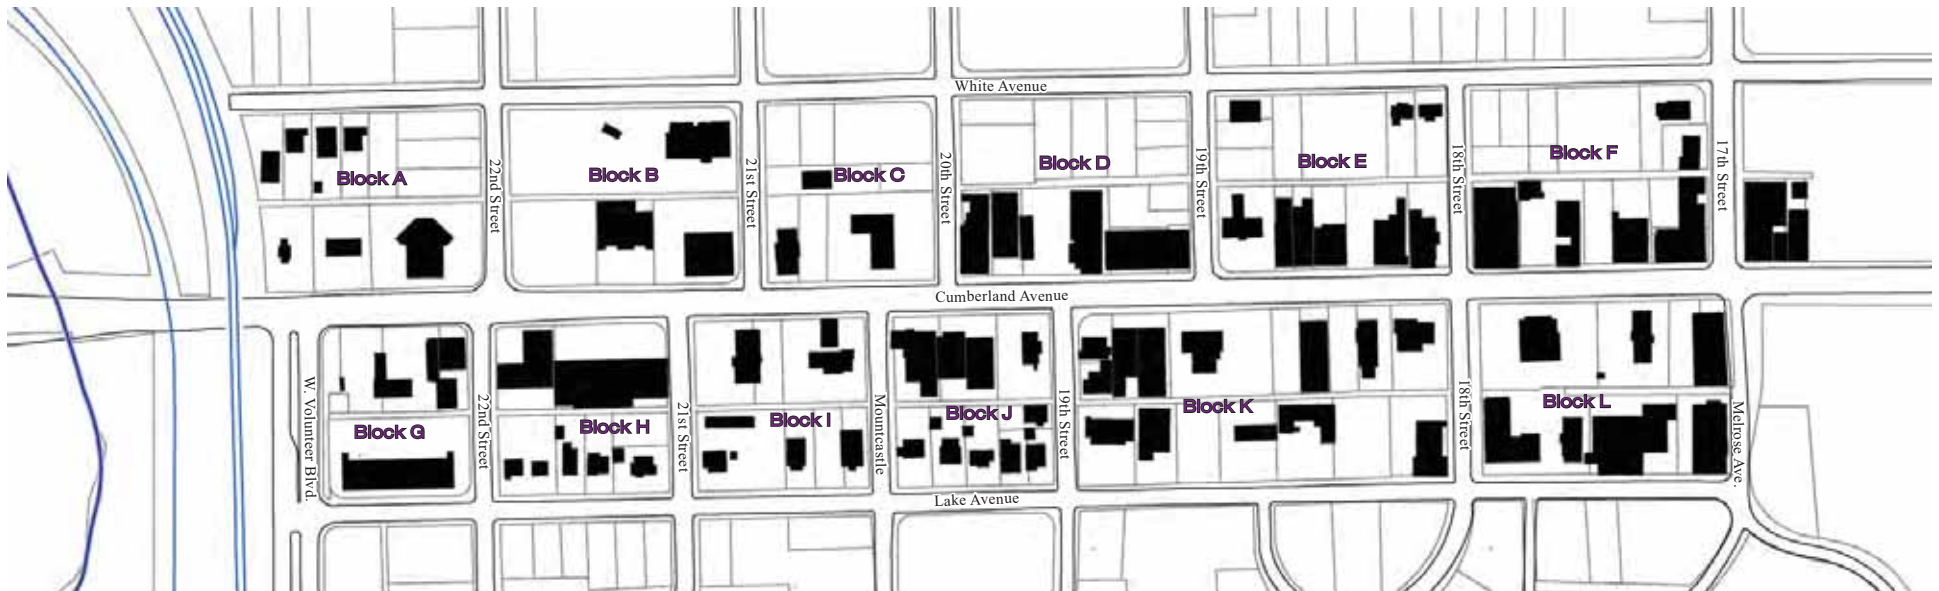 White Avenue
Block A
22nd Street
Block B
21st Street
Block C
20th Street
Block D
19th Street
Block E
18th Street
Block F
17th Street
Cumberland Avenue
W. Volunteer Blvd.
Block G
22nd Street
Block H
21st Street
Block I
Mountcastle
Block J
19th Street
Block K
18th Street
Block L
Melrose Ave.
Lake Avenue